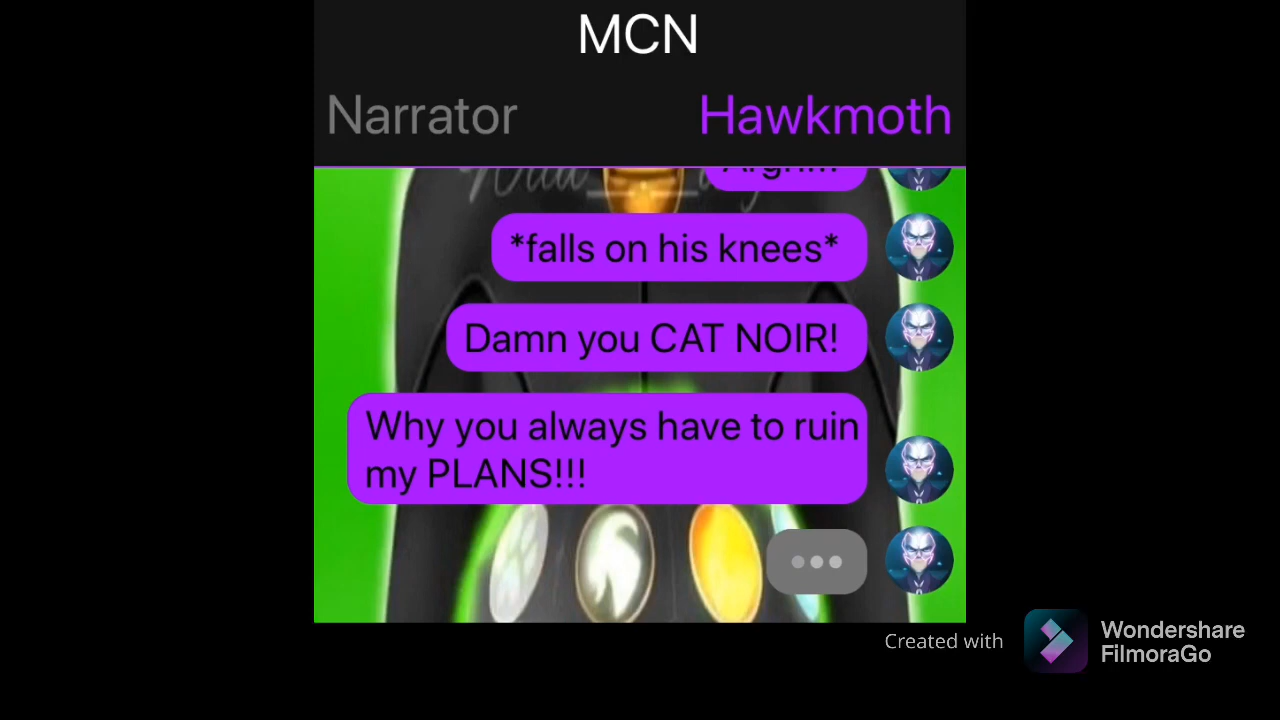 MCN
Narrator Hawkmoth
*falls on his knees*
Damn you CAT NOIR!
Why you always have to ruin
my PLANS!!!
Created with
Wondershare
FilmoraGo